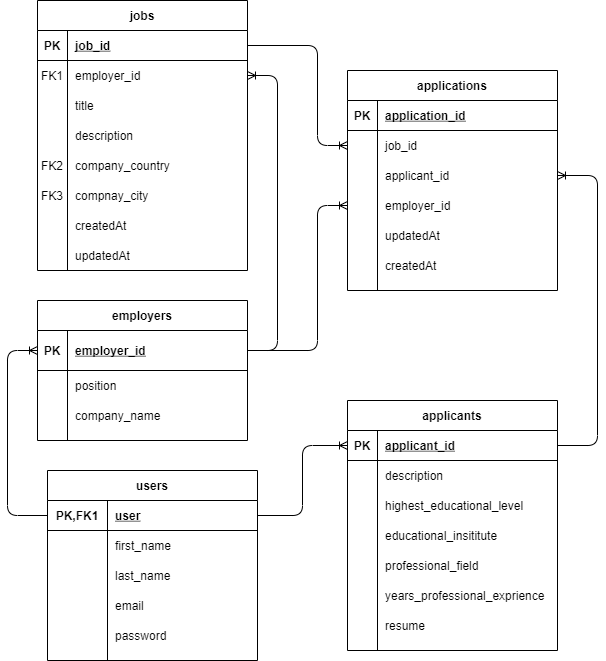 jobs
PK job_id
FK1 employer_id
title
description
FK2 company_country
FK3 compnay_city
createdAt
updatedAt
applications
PK application_id
job_id
applicant_id
employer_id
updatedAt
createdAt
employers
PK employer_id
position
company_name
applicants
PK applicant_id
description
highest_educational_level
educational_insititute
professional_field
years_professional_exprience
resume
users
PK,FK1 user
first_name
last_name
email
password